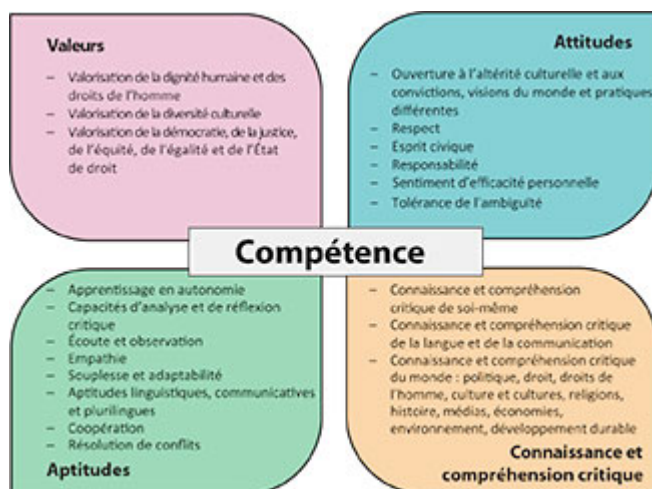 Valeurs
– Valorisation de la dignité humaine et des
droits de l'homme
– Valorisation de la diversité culturelle
– Valorisation de la démocratie, de la justice,
de l'équité, de l'égalité et de l'État
de droit
Attitudes
– Ouverture à l'altérité culturelle et aux
convictions, visions du monde et pratiques
différentes
– Respect
– Esprit civique
– Responsabilité
– Sentiment d'efficacité personnelle
– Tolérance de l'ambiguïté
Compétence
– Apprentissage en autonomie
– Capacités d'analyse et de réflexion
critique
– Écoute et observation
– Empathie
– Souplesse et adaptabilité
– Aptitudes linguistiques, communicatives
et plurilingues
– Coopération
– Résolution de conflits
Aptitudes
– Connaissance et compréhension
critique de soi-même
– Connaissance et compréhension critique
de la langue et de la communication
– Connaissance et compréhension critique
du monde : politique, droit, droits de
l'homme, culture et cultures, religions,
histoire, médias, économies,
environnement, développement durable
Connaissance et
compréhension critique